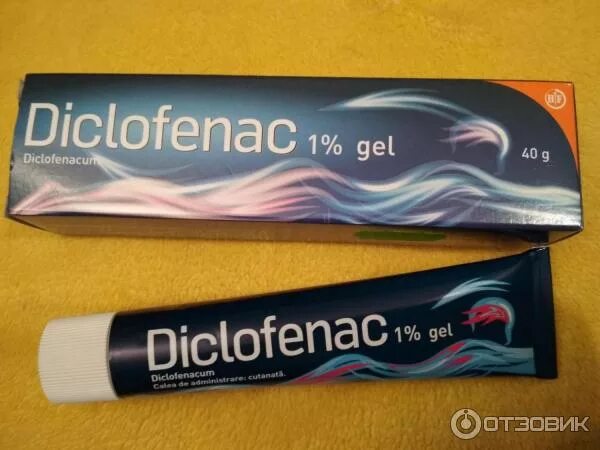 Diclofenac 1% gel
Diclofenacum
40 g
Diclofenac 1% gel
Diclofenacum
Calea de administrare: cutanată.
ОТЗОВИК